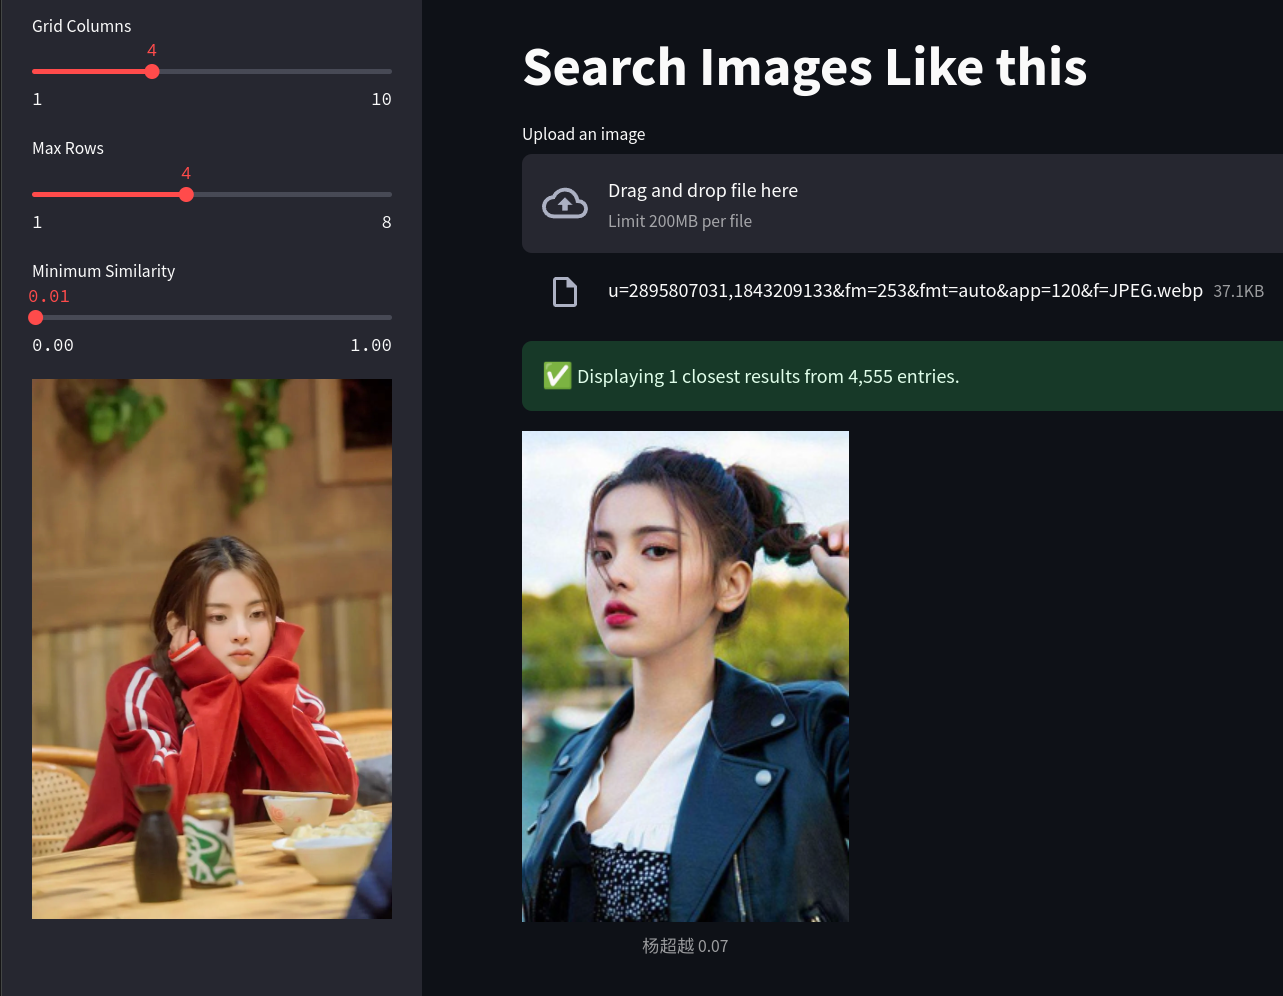 Grid Columns
4
1 10
Max Rows
4
1 8
Minimum Similarity
0.01
0.00 1.00
Search Images Like this
Upload an image
Drag and drop file here
Limit 200MB per file
u=2895807031,1843209133&fm=253&fmt=auto&app=120&f=JPEG.webp 37.1KB
✅ Displaying 1 closest results from 4,555 entries.
杨超越 0.07